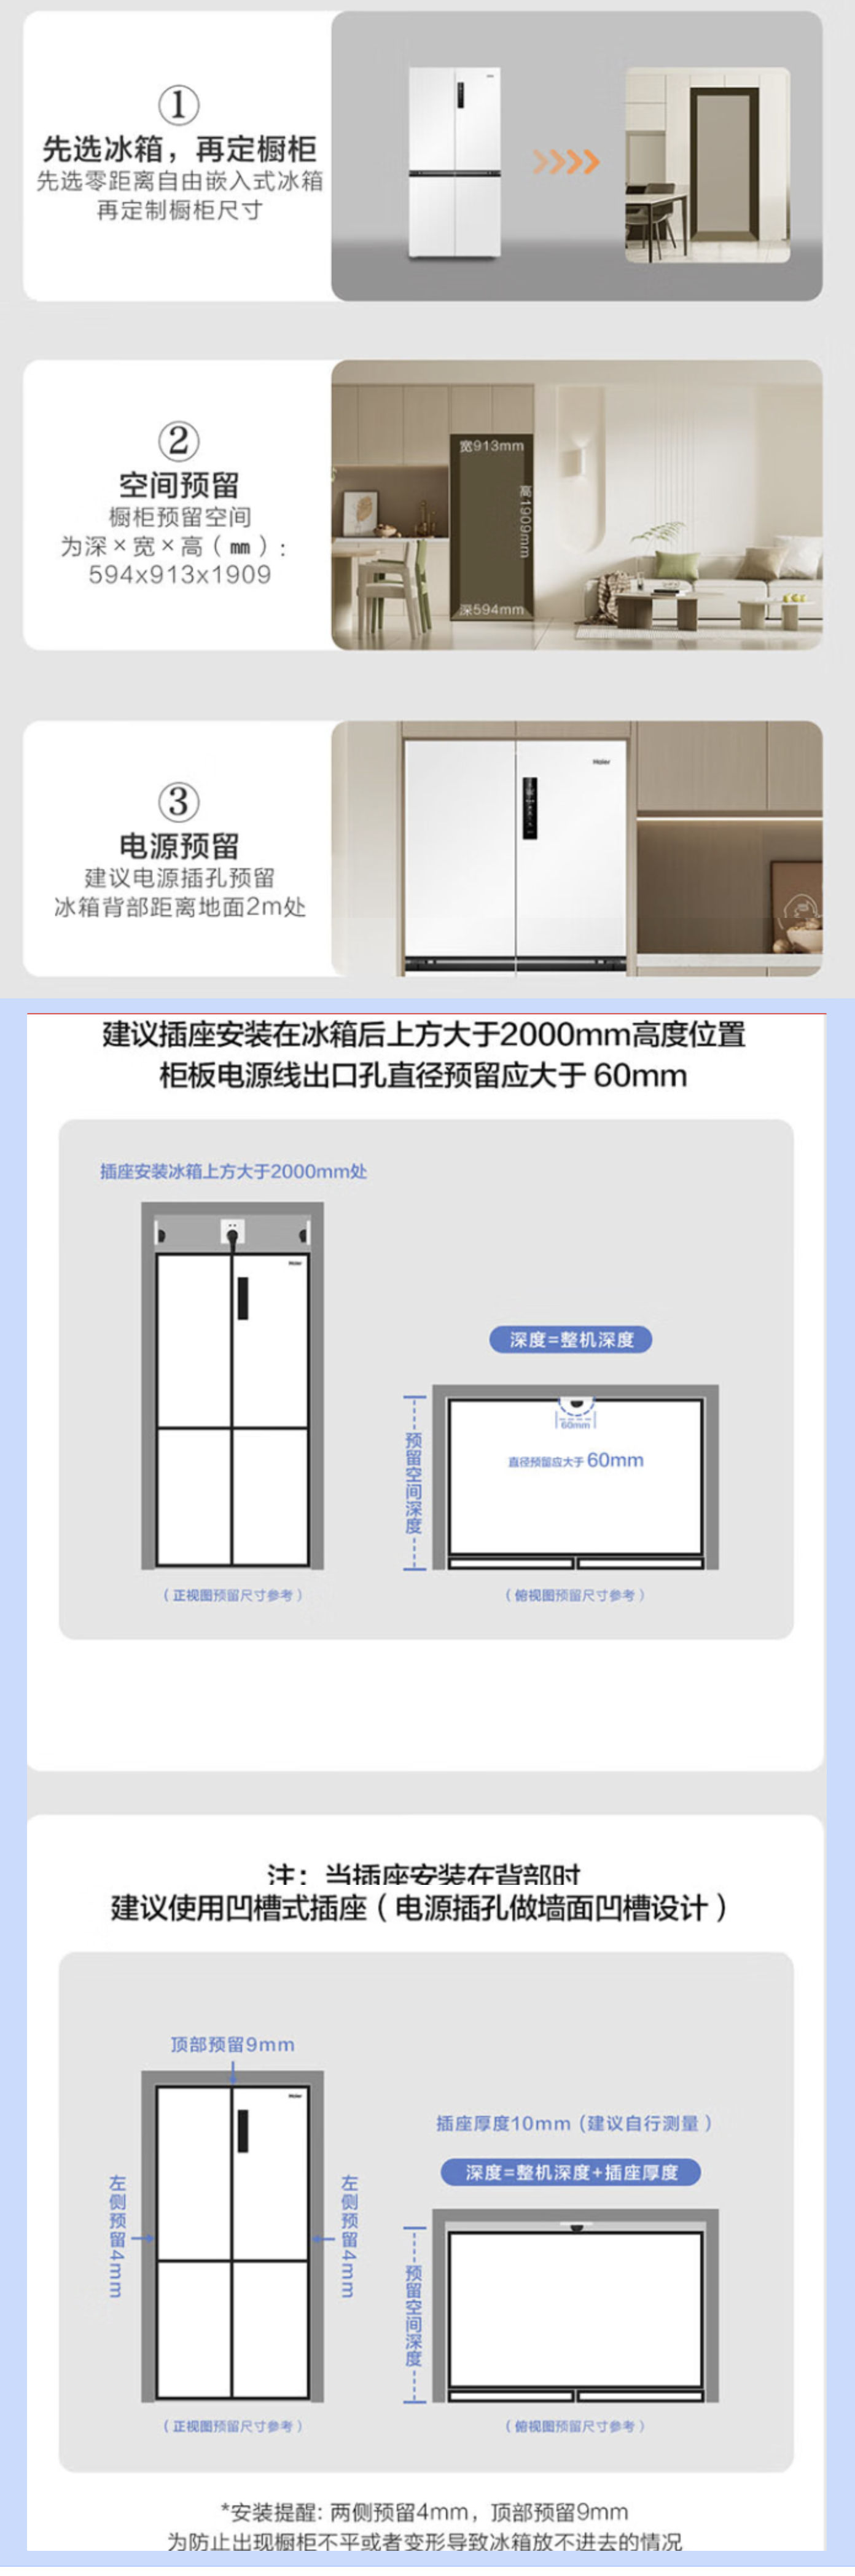 ①
先选冰箱，再定橱柜
先选零距离自由嵌入式冰箱
再定制橱柜尺寸
②
空间预留
橱柜预留空间
为深×宽×高（mm）:
594x913x1909
宽913mm
高1909mm
深594mm
③
电源预留
建议电源插孔预留
冰箱背部距离地面2m处
Haier
建议插座安装在冰箱后上方大于2000mm高度位置
柜板电源线出口孔直径预留应大于 60mm
插座安装冰箱上方大于2000mm处
Haier
（正视图预留尺寸参考）
深度=整机深度
预留空间深度
60mm
直径预留应大于 60mm
（俯视图预留尺寸参考）
注：当插座安装在背部时
建议使用凹槽式插座（电源插孔做墙面凹槽设计）
顶部预留9mm
左侧预留4mm
Haier
左侧预留4mm
（正视图预留尺寸参考）
插座厚度10mm（建议自行测量）
深度=整机深度+插座厚度
预留空间深度
（俯视图预留尺寸参考）
*安装提醒: 两侧预留4mm，顶部预留9mm
为防止出现橱柜不平或者变形导致冰箱放不进去的情况